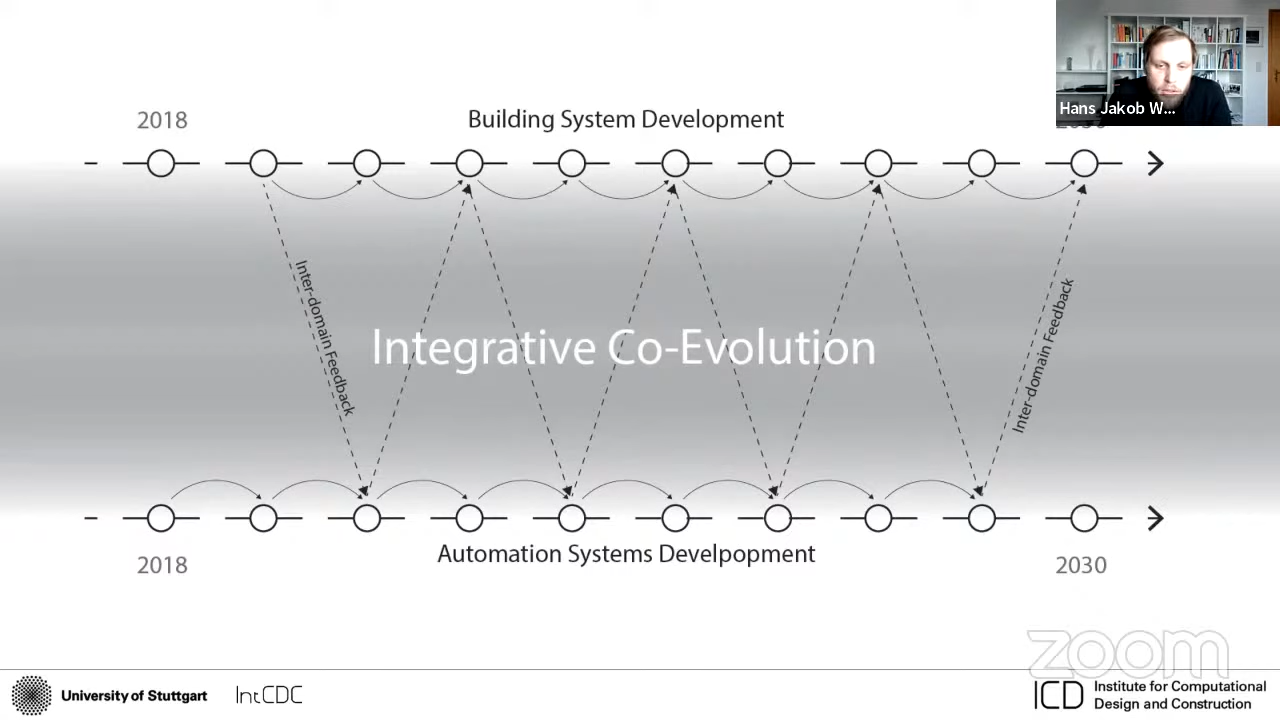 Hans Jakob W...
2018
Building System Development
Inter-domain Feedback
Integrative Co-Evolution
Inter-domain Feedback
Automation Systems Develpopment
2018
2030
zoom
University of Stuttgart
IntCDC
ICD
Institute for Computational
Design and Construction